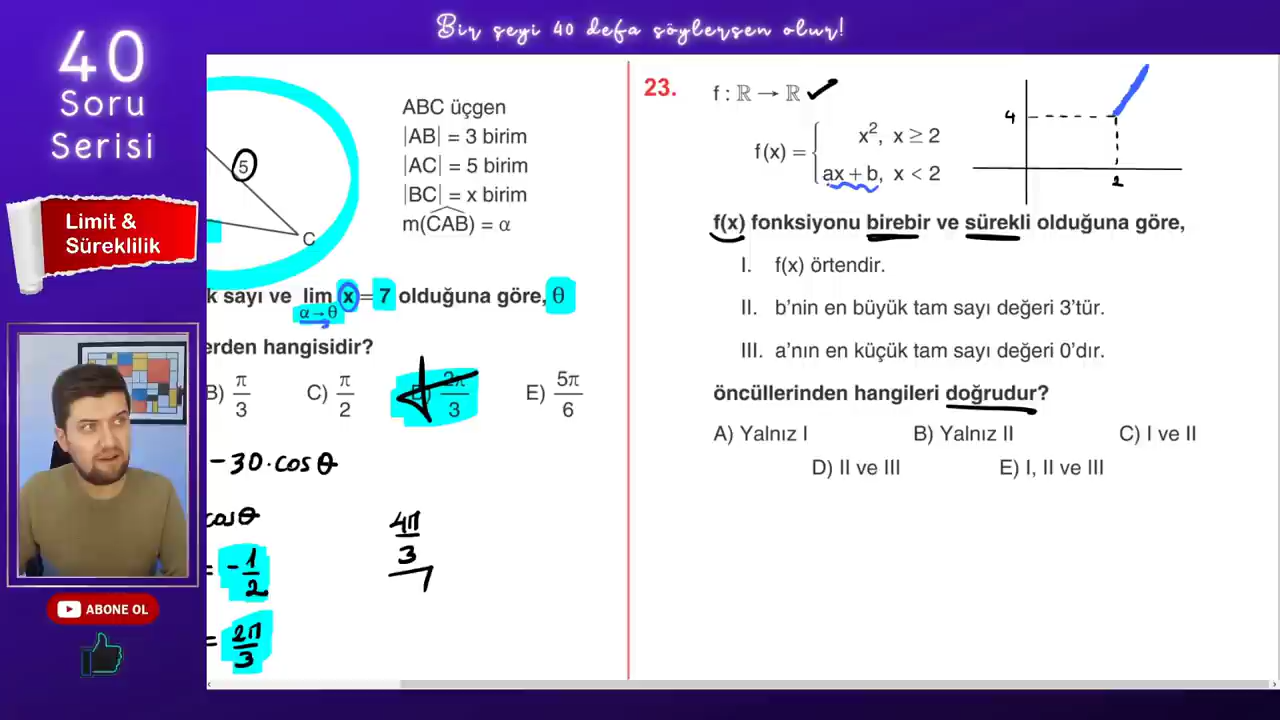 Bir şeyi 40 defa söylersen olur!
40
Soru
Serisi
Limit &
Süreklilik
ABONE OL
5
C
ABC üçgen
|AB| = 3 birim
|AC| = 5 birim
|BC| = x birim
m(CAB) = α
k sayı ve lim x = 7 olduğuna göre, θ
α → θ
erden hangisidir?
B) π/3 C) π/2 D) 2π/3 E) 5π/6
-30·cosθ
cosθ
= -1/2
= 2π/3
4π/3
23. f : ℝ → ℝ
f(x) = { x², x ≥ 2
ax + b, x < 2
4
2
f(x) fonksiyonu birebir ve sürekli olduğuna göre,
I. f(x) örtendir.
II. b'nin en büyük tam sayı değeri 3'tür.
III. a'nın en küçük tam sayı değeri 0'dır.
öncüllerinden hangileri doğrudur?
A) Yalnız I B) Yalnız II C) I ve II
D) II ve III E) I, II ve III